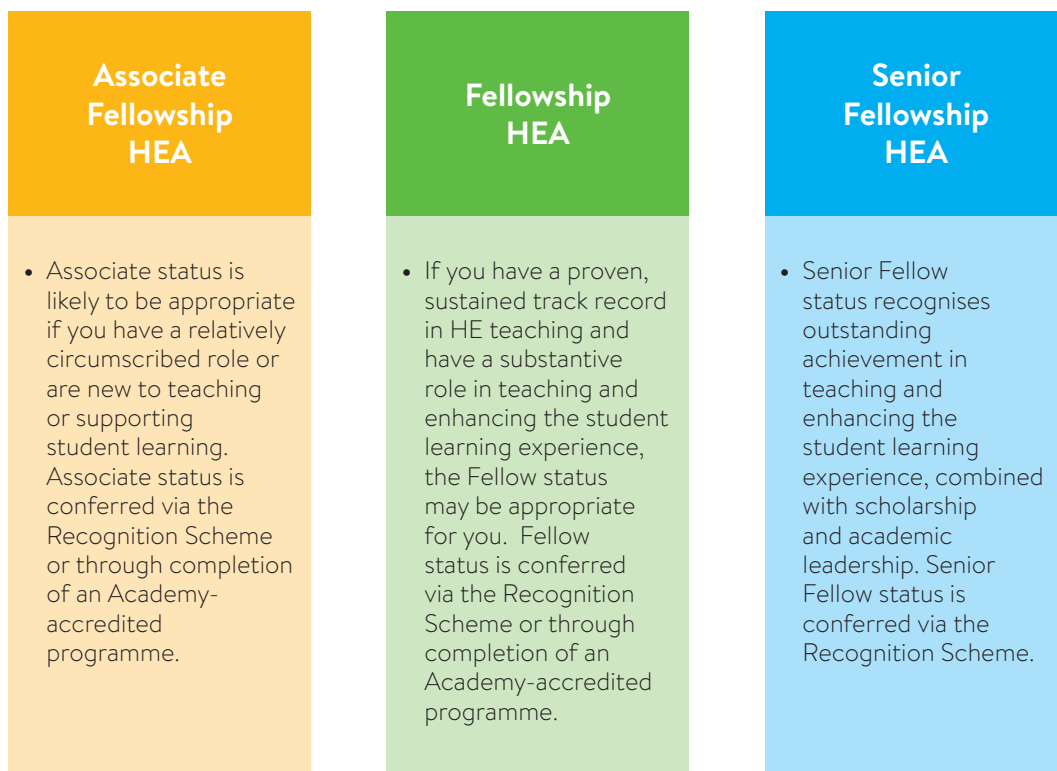 Associate
Fellowship
HEA
• Associate status is
likely to be appropriate
if you have a relatively
circumscribed role or
are new to teaching
or supporting
student learning.
Associate status is
conferred via the
Recognition Scheme
or through completion
of an Academy-
accredited
programme.
Fellowship
HEA
• If you have a proven,
sustained track record
in HE teaching and
have a substantive
role in teaching and
enhancing the student
learning experience,
the Fellow status
may be appropriate
for you. Fellow
status is conferred
via the Recognition
Scheme or through
completion of an
Academy-accredited
programme.
Senior
Fellowship
HEA
• Senior Fellow
status recognises
outstanding
achievement in
teaching and
enhancing the
student learning
experience, combined
with scholarship
and academic
leadership. Senior
Fellow status is
conferred via the
Recognition Scheme.